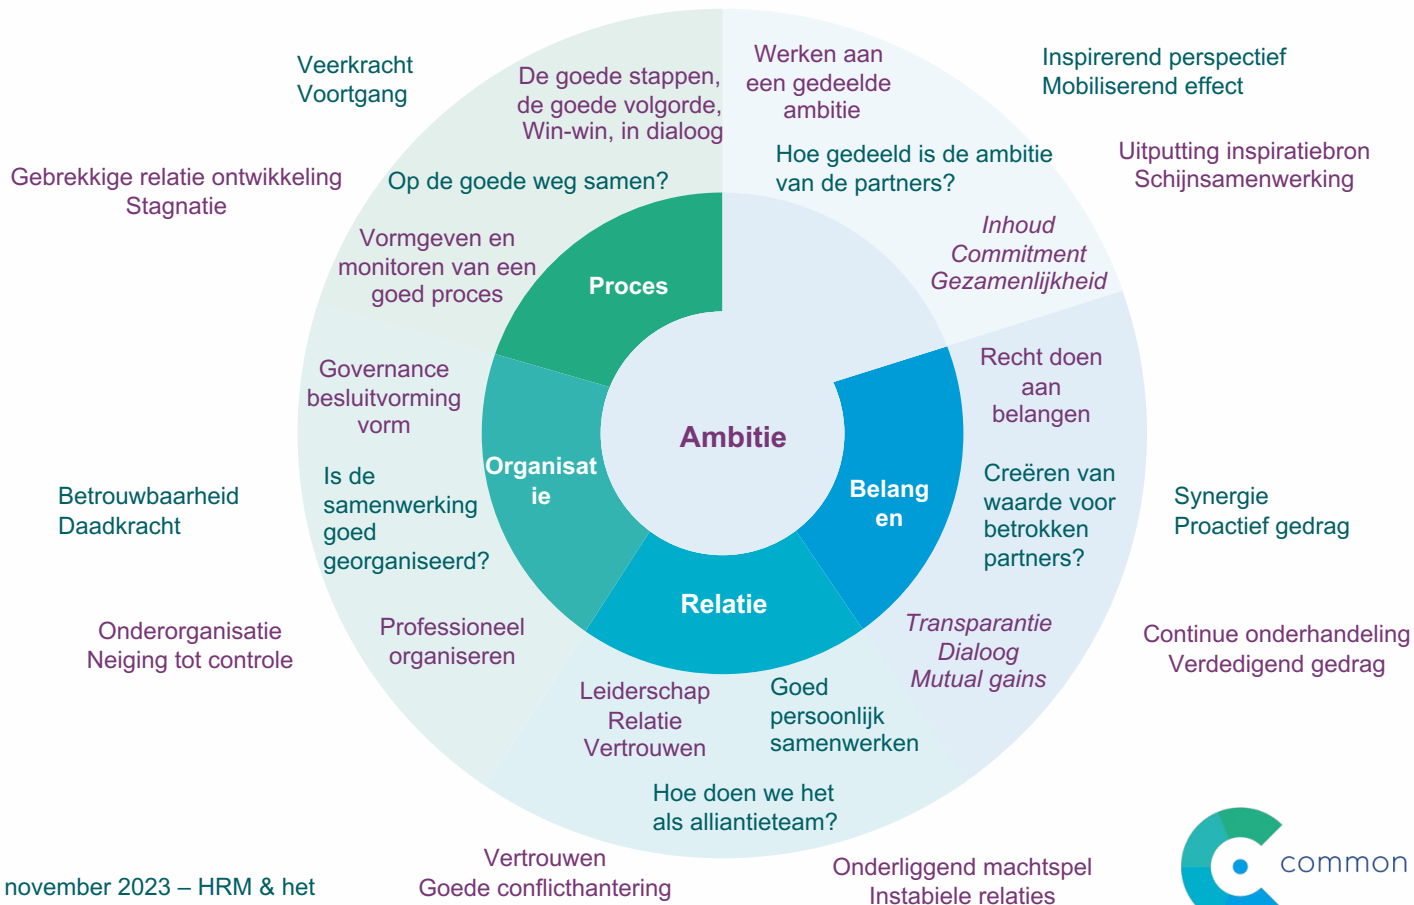 Veerkracht
Voortgang
De goede stappen,
de goede volgorde,
Win-win, in dialoog
Werken aan
een gedeelde
ambitie
Inspirerend perspectief
Mobiliserend effect
Gebrekkige relatie ontwikkeling
Stagnatie
Op de goede weg samen?
Hoe gedeeld is de ambitie
van de partners?
Uitputting inspiratiebron
Schijnsamenwerking
Vormgeven en
monitoren van een
goed proces
Proces
Inhoud
Commitment
Gezamenlijkheid
Governance
besluitvorming
vorm
Recht doen
aan
belangen
Ambitie
Organisat
ie
Belang
en
Betrouwbaarheid
Daadkracht
Is de
samenwerking
goed
georganiseerd?
Creëren van
waarde voor
betrokken
partners?
Synergie
Proactief gedrag
Relatie
Onderorganisatie
Neiging tot controle
Professioneel
organiseren
Transparantie
Dialoog
Mutual gains
Continue onderhandeling
Verdedigend gedrag
Leiderschap
Relatie
Vertrouwen
Goed
persoonlijk
samenwerken
Hoe doen we het
als alliantieteam?
Vertrouwen
Goede conflicthantering
Onderliggend machtspel
Instabiele relaties
november 2023 – HRM & het
common